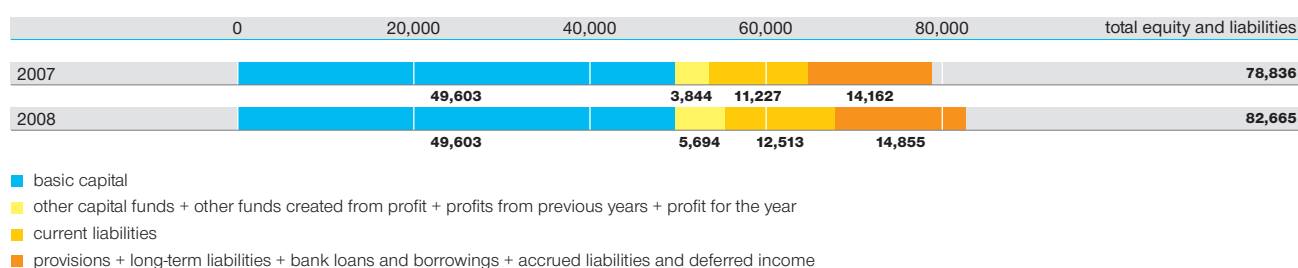 0 20,000 40,000 60,000 80,000 total equity and liabilities
2007 78,836
49,603 3,844 11,227 14,162
2008 82,665
49,603 5,694 12,513 14,855
basic capital
other capital funds + other funds created from profit + profits from previous years + profit for the year
current liabilities
provisions + long-term liabilities + bank loans and borrowings + accrued liabilities and deferred income